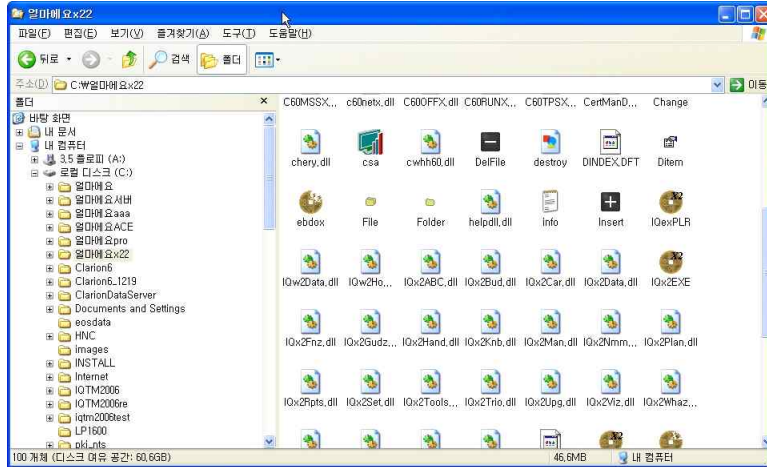 얼마에요x22
파일(F) 편집(E) 보기(V) 즐겨찾기(A) 도구(T) 도움말(H)
뒤로 검색 폴더
주소(D) C:₩얼마에요x22 이동
폴더
바탕 화면
내 문서
내 컴퓨터
3.5 플로피 (A:)
로컬 디스크 (C:)
얼마에요
얼마에요서버
얼마에요aaa
얼마에요ACE
얼마에요pro
얼마에요x22
Clarion6
Clarion6_1219
ClarionDataServer
Documents and Settings
eosdata
HNC
images
INSTALL
Internet
IQTM2006
IQTM2006re
iqtm2006test
LP1600
pki_nts
C60MSSX... c60netx.dll C60OFFX.dll C60RUNX... C60TPSX... CertManD... Change
chery.dll csa cwhh60.dll DelFile destroy DINDEX.DFT Ditem
ebdox File Folder helpdll.dll info Insert IQexPLR
IQw2Data.dll IQw2Ho... IQx2ABC.dll IQx2Bud.dll IQx2Car.dll IQx2Data.dll IQx2EXE
IQx2Fnz.dll IQx2Gudz... IQx2Hand.dll IQx2Knb.dll IQx2Man.dll IQx2Nmm... IQx2Plan.dll
IQx2Rpts.dll IQx2Set.dll IQx2Tools... IQx2Trio.dll IQx2Upg.dll IQx2Viz.dll IQx2Whaz...
100 개체 (디스크 여유 공간: 60.6GB) 46.6MB 내 컴퓨터